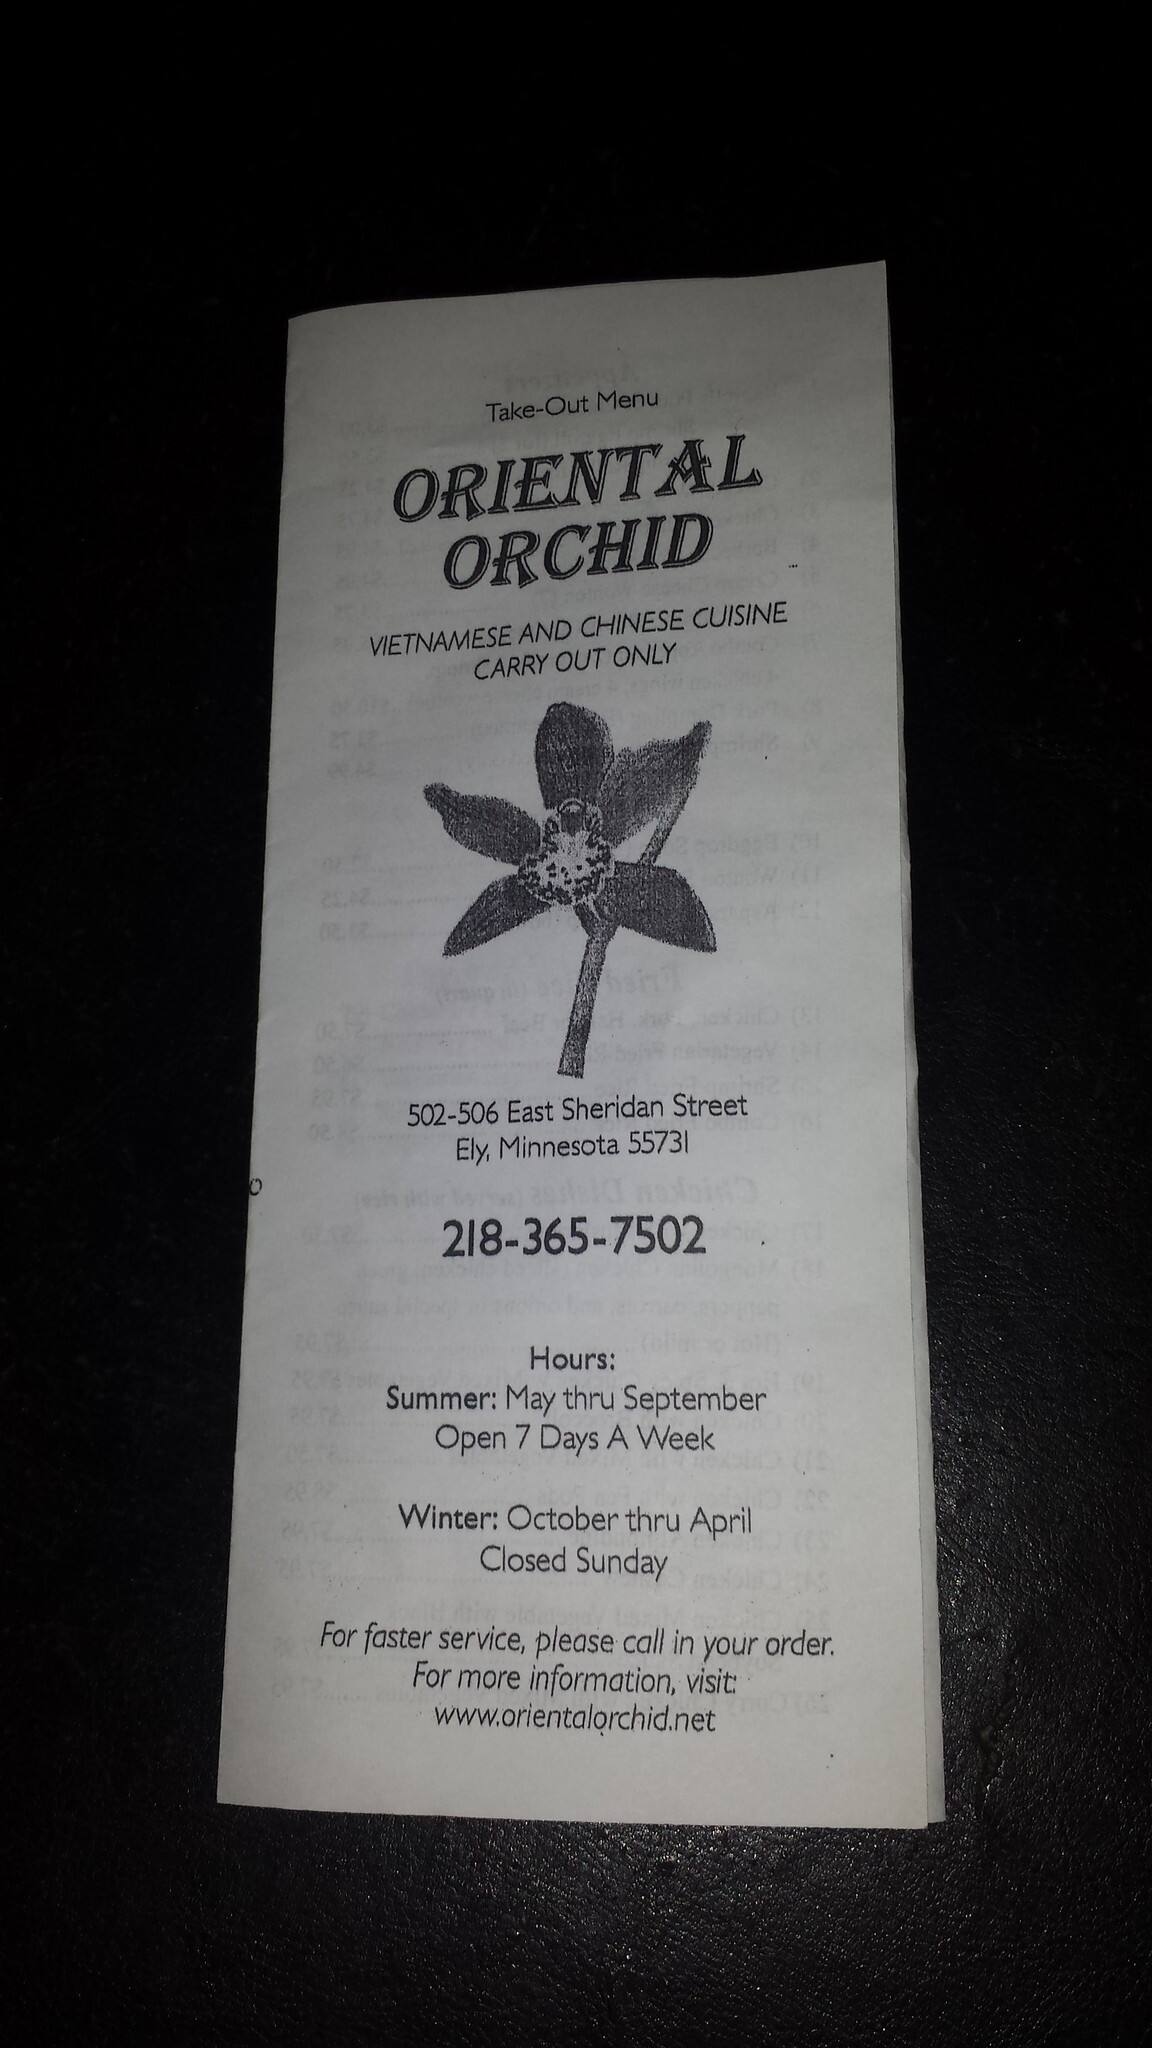 Take-Out Menu
ORIENTAL
ORCHID
VIETNAMESE AND CHINESE CUISINE
CARRY OUT ONLY
502-506 East Sheridan Street
Ely, Minnesota 55731
218-365-7502
Hours:
Summer: May thru September
Open 7 Days A Week
Winter: October thru April
Closed Sunday
For faster service, please call in your order.
For more information, visit:
www.orientalorchid.net